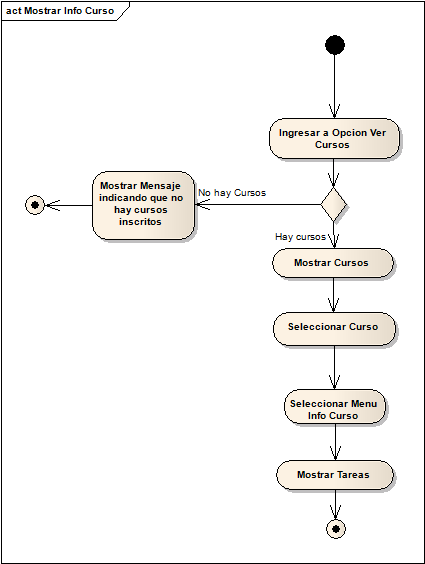 act Mostrar Info Curso
Ingresar a Opcion Ver
Cursos
No hay Cursos
Mostrar Mensaje
indicando que no
hay cursos
inscritos
Hay cursos
Mostrar Cursos
Seleccionar Curso
Seleccionar Menu
Info Curso
Mostrar Tareas